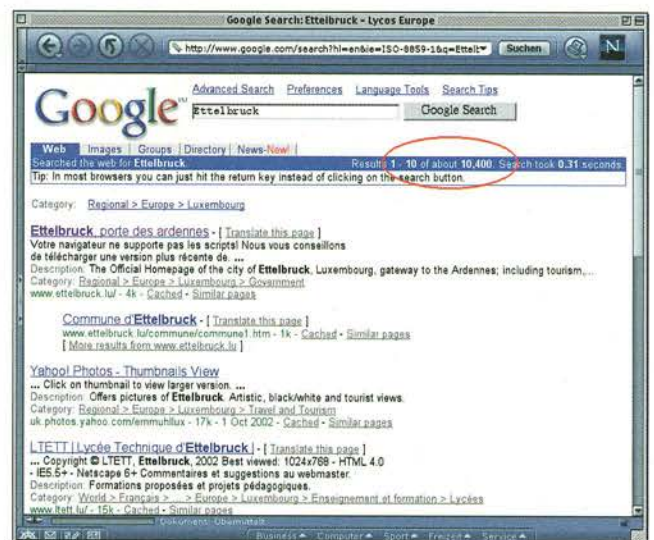 Google Search: Ettelbruck - Lycos Europe
http://www.google.com/search?hl=en&ie=ISO-8859-1&q=Ettelb
Suchen
N
Google™
Advanced Search Preferences Language Tools Search Tips
Ettelbruck
Google Search
Web Images Groups Directory News-Now!
Searched the web for Ettelbruck. Results 1 - 10 of about 10,400. Search took 0.31 seconds.
Tip: In most browsers you can just hit the return key instead of clicking on the search button.
Category: Regional > Europe > Luxembourg
Ettelbruck, porte des ardennes - [ Translate this page ]
Votre navigateur ne supporte pas les scripts! Nous vous conseillons
de télécharger une version plus récente de. ...
Description: The Official Homepage of the city of Ettelbruck, Luxembourg, gateway to the Ardennes; including tourism,...
Category: Regional > Europe > Luxembourg > Government
www.ettelbruck.lu/ - 4k - Cached - Similar pages
Commune d'Ettelbruck - [ Translate this page ]
www.ettelbruck.lu/commune/commune1.htm - 1k - Cached - Similar pages
[ More results from www.ettelbruck.lu ]
Yahoo! Photos - Thumbnails View
... Click on thumbnail to view larger version. ...
Description: Offers pictures of Ettelbruck. Artistic, black/white and tourist views.
Category: Regional > Europe > Luxembourg > Travel and Tourism
uk.photos.yahoo.com/emmuhllux - 17k - 1 Oct 2002 - Cached - Similar pages
LTETT | Lycée Technique d'Ettelbruck | - [ Translate this page ]
... Copyright © LTETT, Ettelbruck, 2002 Best viewed: 1024x768 - HTML 4.0
- IE5.5+ - Netscape 6+ Commentaires et suggestions au webmaster.
Description: Formations proposées et projets pédagogiques.
Category: World > Français > ... > Europe > Luxembourg > Enseignement et formation > Lycées
www.ltett.lu/ - 15k - Cached - Similar pages
Dokument: Übermittelt
Business Computer Sport Freizeit Service